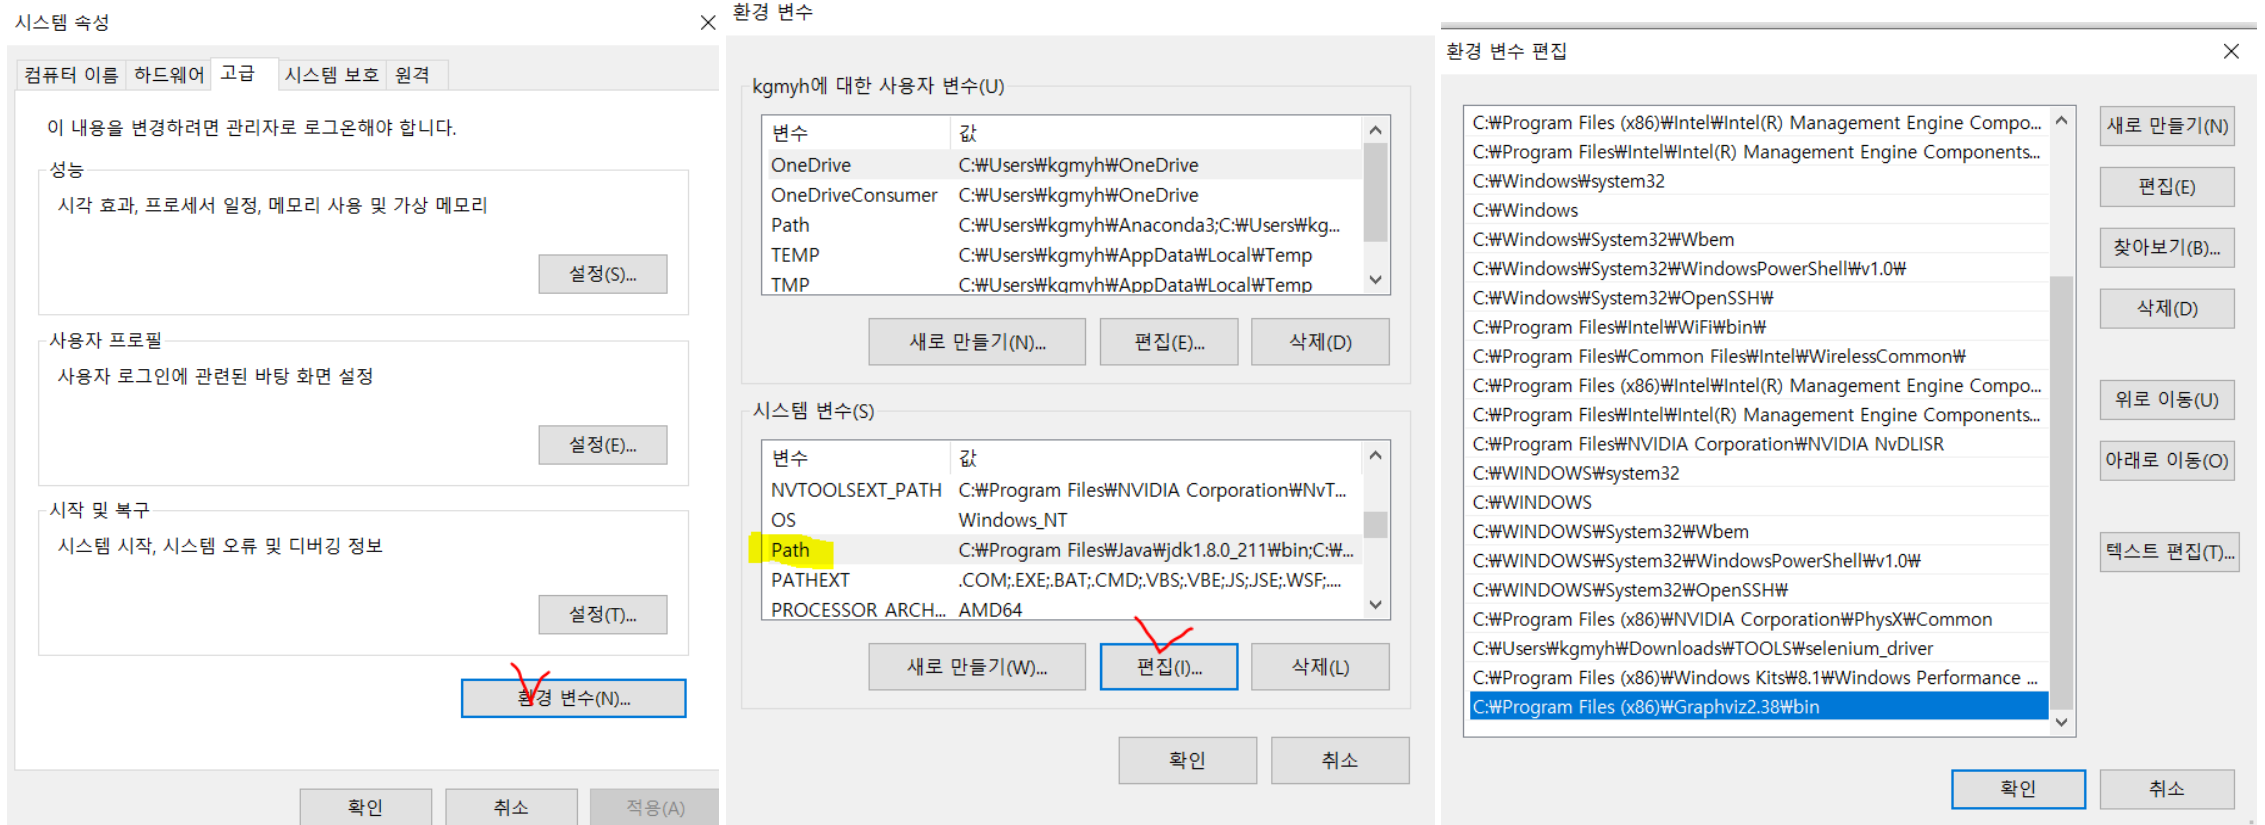 시스템 속성
컴퓨터 이름 하드웨어 고급 시스템 보호 원격
이 내용을 변경하려면 관리자로 로그온해야 합니다.
성능
시각 효과, 프로세서 일정, 메모리 사용 및 가상 메모리
설정(S)...
사용자 프로필
사용자 로그인에 관련된 바탕 화면 설정
설정(E)...
시작 및 복구
시스템 시작, 시스템 오류 및 디버깅 정보
설정(T)...
환경 변수(N)...
확인 취소 적용(A)
환경 변수
kgmyh에 대한 사용자 변수(U)
변수 값
OneDrive C:₩Users₩kgmyh₩OneDrive
OneDriveConsumer C:₩Users₩kgmyh₩OneDrive
Path C:₩Users₩kgmyh₩Anaconda3;C:₩Users₩kg...
TEMP C:₩Users₩kgmyh₩AppData₩Local₩Temp
TMP C:₩Users₩kgmyh₩AppData₩Local₩Temp
새로 만들기(N)... 편집(E)... 삭제(D)
시스템 변수(S)
변수 값
NVTOOLSEXT_PATH C:₩Program Files₩NVIDIA Corporation₩NvT...
OS Windows_NT
Path C:₩Program Files₩Java₩jdk1.8.0_211₩bin;C:₩...
PATHEXT .COM;.EXE;.BAT;.CMD;.VBS;.VBE;.JS;.JSE;.WSF;....
PROCESSOR_ARCH... AMD64
새로 만들기(W)... 편집(I)... 삭제(L)
확인 취소
환경 변수 편집
C:₩Program Files (x86)₩Intel₩Intel(R) Management Engine Compo...
C:₩Program Files₩Intel₩Intel(R) Management Engine Components...
C:₩Windows₩system32
C:₩Windows
C:₩Windows₩System32₩Wbem
C:₩Windows₩System32₩WindowsPowerShell₩v1.0₩
C:₩Windows₩System32₩OpenSSH₩
C:₩Program Files₩Intel₩WiFi₩bin₩
C:₩Program Files₩Common Files₩Intel₩WirelessCommon₩
C:₩Program Files (x86)₩Intel₩Intel(R) Management Engine Compo...
C:₩Program Files₩Intel₩Intel(R) Management Engine Components...
C:₩Program Files₩NVIDIA Corporation₩NVIDIA NvDLISR
C:₩WINDOWS₩system32
C:₩WINDOWS
C:₩WINDOWS₩System32₩Wbem
C:₩WINDOWS₩System32₩WindowsPowerShell₩v1.0₩
C:₩WINDOWS₩System32₩OpenSSH₩
C:₩Program Files (x86)₩NVIDIA Corporation₩PhysX₩Common
C:₩Users₩kgmyh₩Downloads₩TOOLS₩selenium_driver
C:₩Program Files (x86)₩Windows Kits₩8.1₩Windows Performance ...
C:₩Program Files (x86)₩Graphviz2.38₩bin
새로 만들기(N)
편집(E)
찾아보기(B)...
삭제(D)
위로 이동(U)
아래로 이동(O)
텍스트 편집(T)...
확인 취소